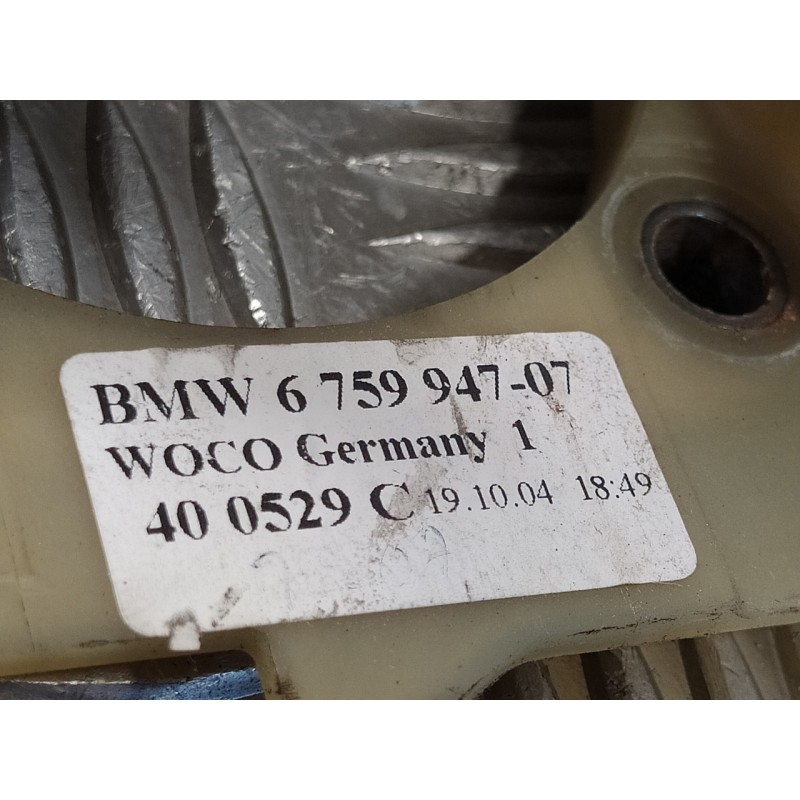 BMW 6 759 947-07
WOCO Germany 1
40 0529 C 19.10.04 18:49